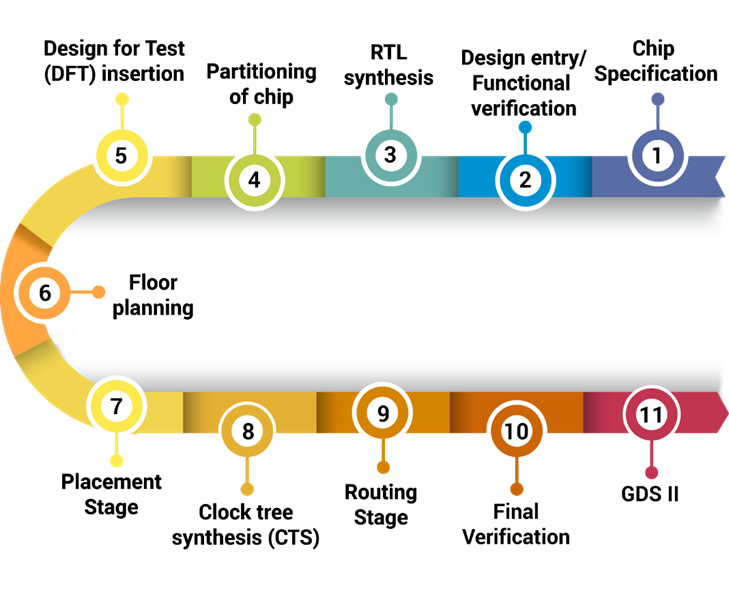 Chip
Specification
1
Design entry/
Functional
verification
2
RTL
synthesis
3
Partitioning
of chip
4
Design for Test
(DFT) insertion
5
6
Floor
planning
7
Placement
Stage
8
Clock tree
synthesis (CTS)
9
Routing
Stage
10
Final
Verification
11
GDS II